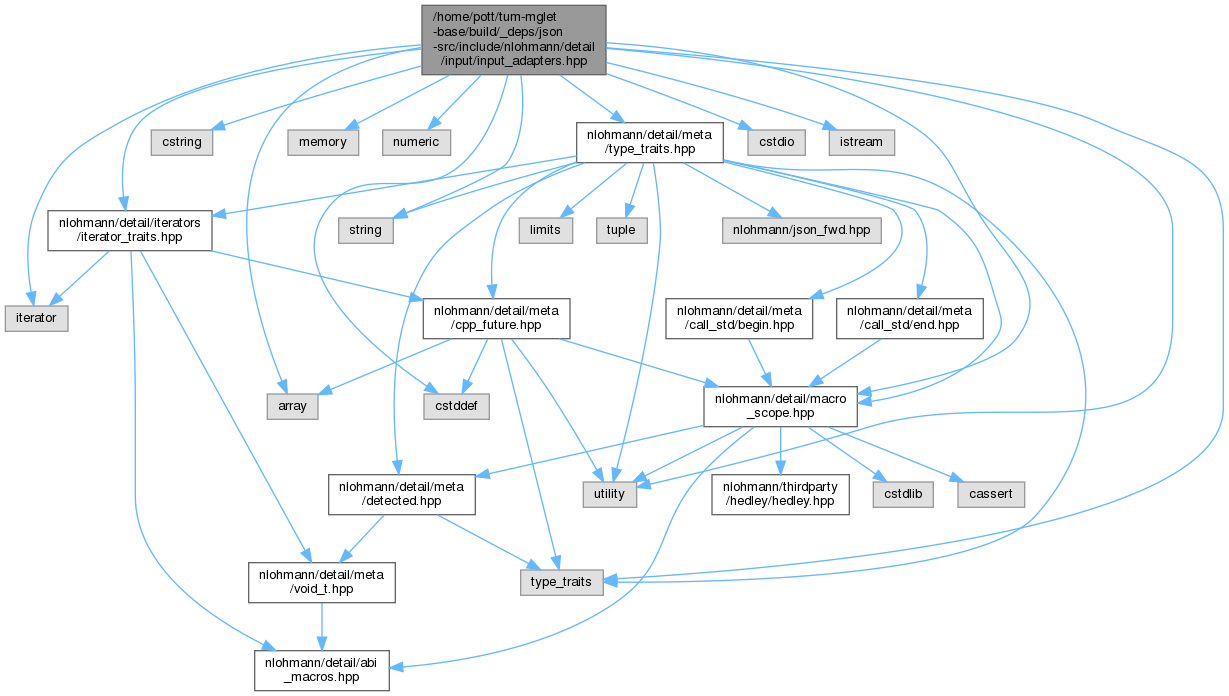 /home/pott/tum-mglet
-base/build/_deps/json
-src/include/nlohmann/detail
/input/input_adapters.hpp
cstring
memory
numeric
nlohmann/detail/meta
/type_traits.hpp
cstdio
istream
nlohmann/detail/iterators
/iterator_traits.hpp
string
limits
tuple
nlohmann/json_fwd.hpp
iterator
nlohmann/detail/meta
/cpp_future.hpp
nlohmann/detail/meta
/call_std/begin.hpp
nlohmann/detail/meta
/call_std/end.hpp
array
cstddef
nlohmann/detail/macro
_scope.hpp
nlohmann/detail/meta
/detected.hpp
utility
nlohmann/thirdparty
/hedley/hedley.hpp
cstdlib
cassert
nlohmann/detail/meta
/void_t.hpp
type_traits
nlohmann/detail/abi
_macros.hpp